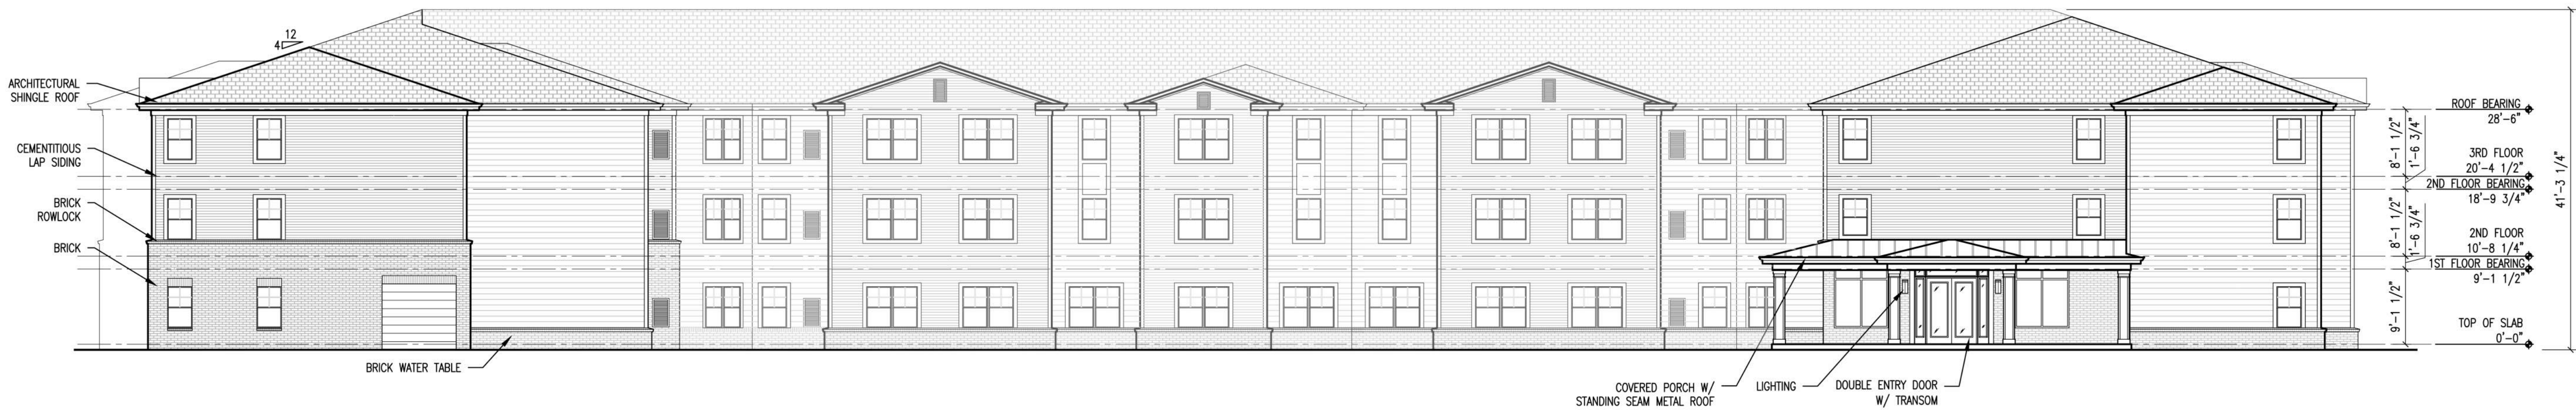 12
4
ARCHITECTURAL
SHINGLE ROOF
CEMENTITIOUS
LAP SIDING
BRICK
ROWLOCK
BRICK
BRICK WATER TABLE
COVERED PORCH W/
STANDING SEAM METAL ROOF
LIGHTING
DOUBLE ENTRY DOOR
W/ TRANSOM
ROOF BEARING
28'-6"
3RD FLOOR
20'-4 1/2"
2ND FLOOR BEARING
18'-9 3/4"
2ND FLOOR
10'-8 1/4"
1ST FLOOR BEARING
9'-1 1/2"
TOP OF SLAB
0'-0"
8'-1 1/2"
1'-6 3/4"
8'-1 1/2"
1'-6 3/4"
9'-1 1/2"
41'-3 1/4"